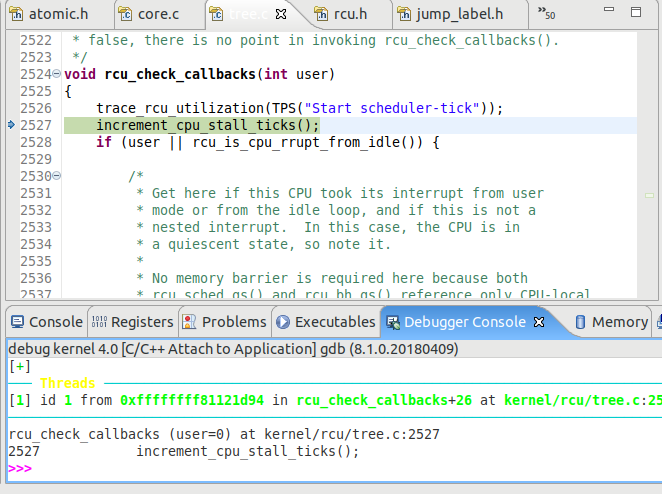 atomic.h core.c tree.c rcu.h jump_label.h »50
2522 * false, there is no point in invoking rcu_check_callbacks().
2523 */
2524 void rcu_check_callbacks(int user)
2525 {
2526 trace_rcu_utilization(TPS("Start scheduler-tick"));
2527 increment_cpu_stall_ticks();
2528 if (user || rcu_is_cpu_rrupt_from_idle()) {
2529
2530 /*
2531 * Get here if this CPU took its interrupt from user
2532 * mode or from the idle loop, and if this is not a
2533 * nested interrupt.  In this case, the CPU is in
2534 * a quiescent state, so note it.
2535 *
2536 * No memory barrier is required here because both
2537 * rcu_sched_qs() and rcu_bh_qs() reference only CPU-local
Console Registers Problems Executables Debugger Console Memory
debug kernel 4.0 [C/C++ Attach to Application] gdb (8.1.0.20180409)
[+]
Threads
[1] id 1 from 0xffffffff81121d94 in rcu_check_callbacks+26 at kernel/rcu/tree.c:25
rcu_check_callbacks (user=0) at kernel/rcu/tree.c:2527
2527 increment_cpu_stall_ticks();
>>>